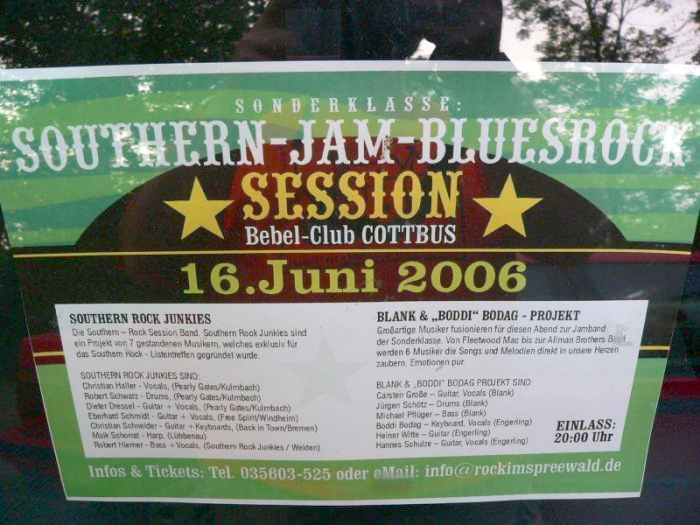 SONDERKLASSE:
SOUTHERN-JAM-BLUESROCK
SESSION
Bebel-Club COTTBUS
16.Juni 2006
SOUTHERN ROCK JUNKIES
Die Southern – Rock Session Band. Southern Rock Junkies sind
ein Projekt von 7 gestandenen Musikern, welches exklusiv für
das Southern Rock - Listentreffen gegründet wurde.
SOUTHERN ROCK JUNKIES SIND:
Christian Haller - Vocals, (Pearly Gates/Kulmbach)
Robert Schwarz - Drums, (Pearly Gates/Kulmbach)
Dieter Dressel - Guitar + Vocals, (Pearly Gates/Kulmbach)
Eberhard Schmidt - Guitar + Vocals, (Free Spirit/Windheim)
Christian Schneider - Guitar + Keyboards, (Back in Town/Bremen)
Maik Schorrat - Harp, (Lübbenau)
Robert Hiemer - Bass + Vocals, (Southern Rock Junkies / Weiden)
BLANK & „BODDI" BODAG - PROJEKT
Großartige Musiker fusionieren für diesen Abend zur Jamband
der Sonderklasse. Von Fleetwood Mac bis zur Allman Brothers Band
werden 6 Musiker die Songs und Melodien direkt in unsere Herzen
zaubern. Emotionen pur.
BLANK & „BODDI" BODAG PROJEKT SIND:
Carsten Große – Guitar, Vocals (Blank)
Jürgen Schötz – Drums (Blank)
Michael Pflüger – Bass (Blank)
Boddi Bodag – Keyboard, Vocals (Engerling)
Heiner Witte – Guitar (Engerling)
Hannes Schulze – Guitar, Vocals (Engerling)
EINLASS:
20:00 Uhr
Infos & Tickets: Tel. 035603-525 oder eMail: info@rockimspreewald.de